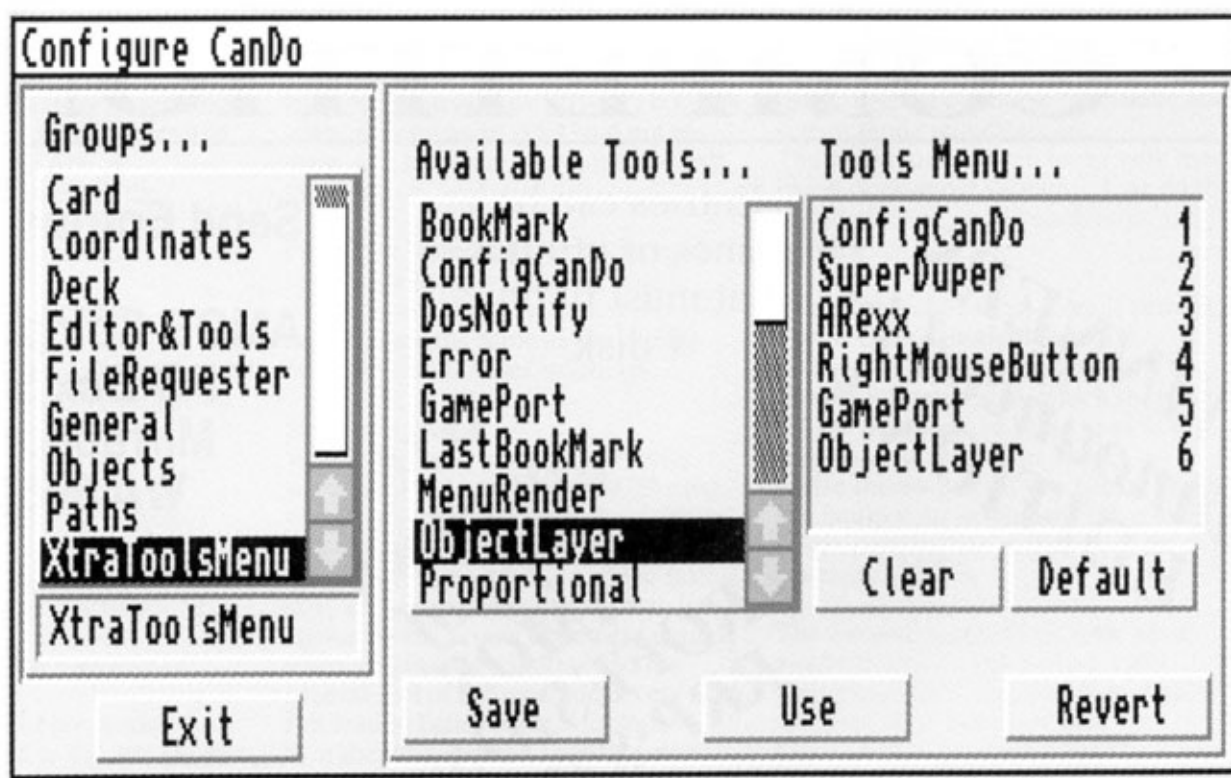 Configure CanDo
Groups...
Card
Coordinates
Deck
Editor&Tools
FileRequester
General
Objects
Paths
XtraToolsMenu
XtraToolsMenu
Exit
Available Tools...
BookMark
ConfigCanDo
DosNotify
Error
GamePort
LastBookMark
MenuRender
ObjectLayer
Proportional
Tools Menu...
ConfigCanDo 1
SuperDuper 2
ARexx 3
RightMouseButton 4
GamePort 5
ObjectLayer 6
Clear
Default
Save
Use
Revert